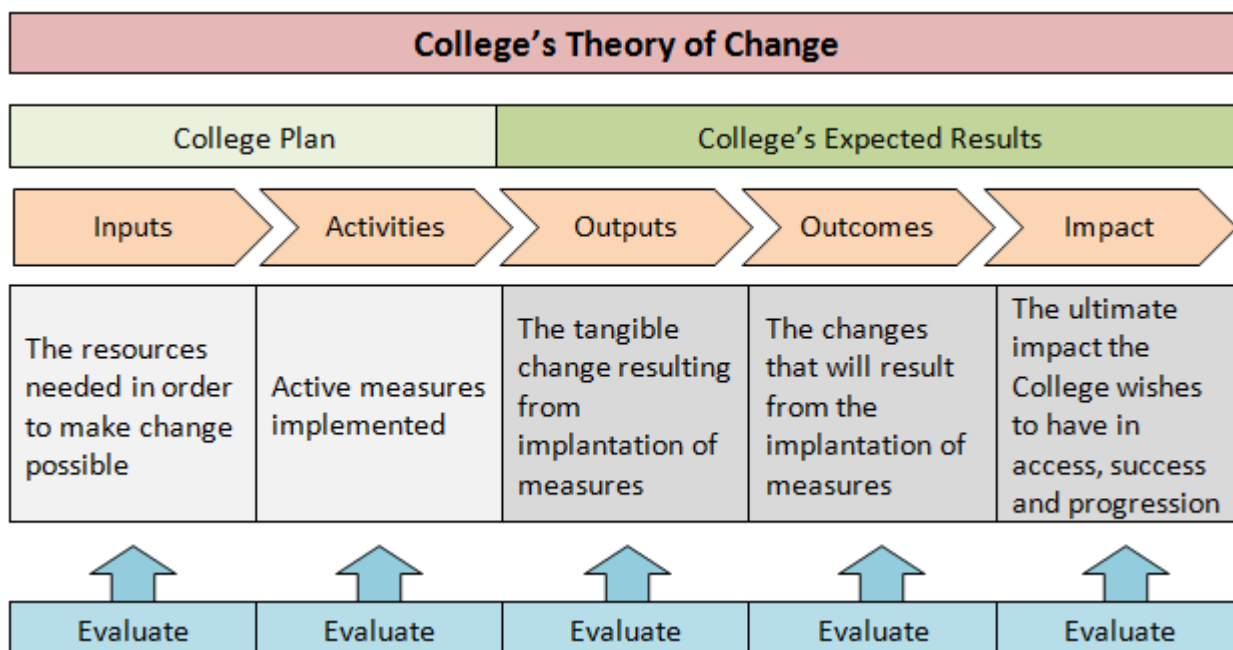 College’s Theory of Change
College Plan
College’s Expected Results
Inputs
Activities
Outputs
Outcomes
Impact
The resources
needed in order
to make change
possible
Active measures
implemented
The tangible
change resulting
from
implantation of
measures
The changes
that will result
from the
implantation of
measures
The ultimate
impact the
College wishes
to have in
access, success
and progression
Evaluate
Evaluate
Evaluate
Evaluate
Evaluate